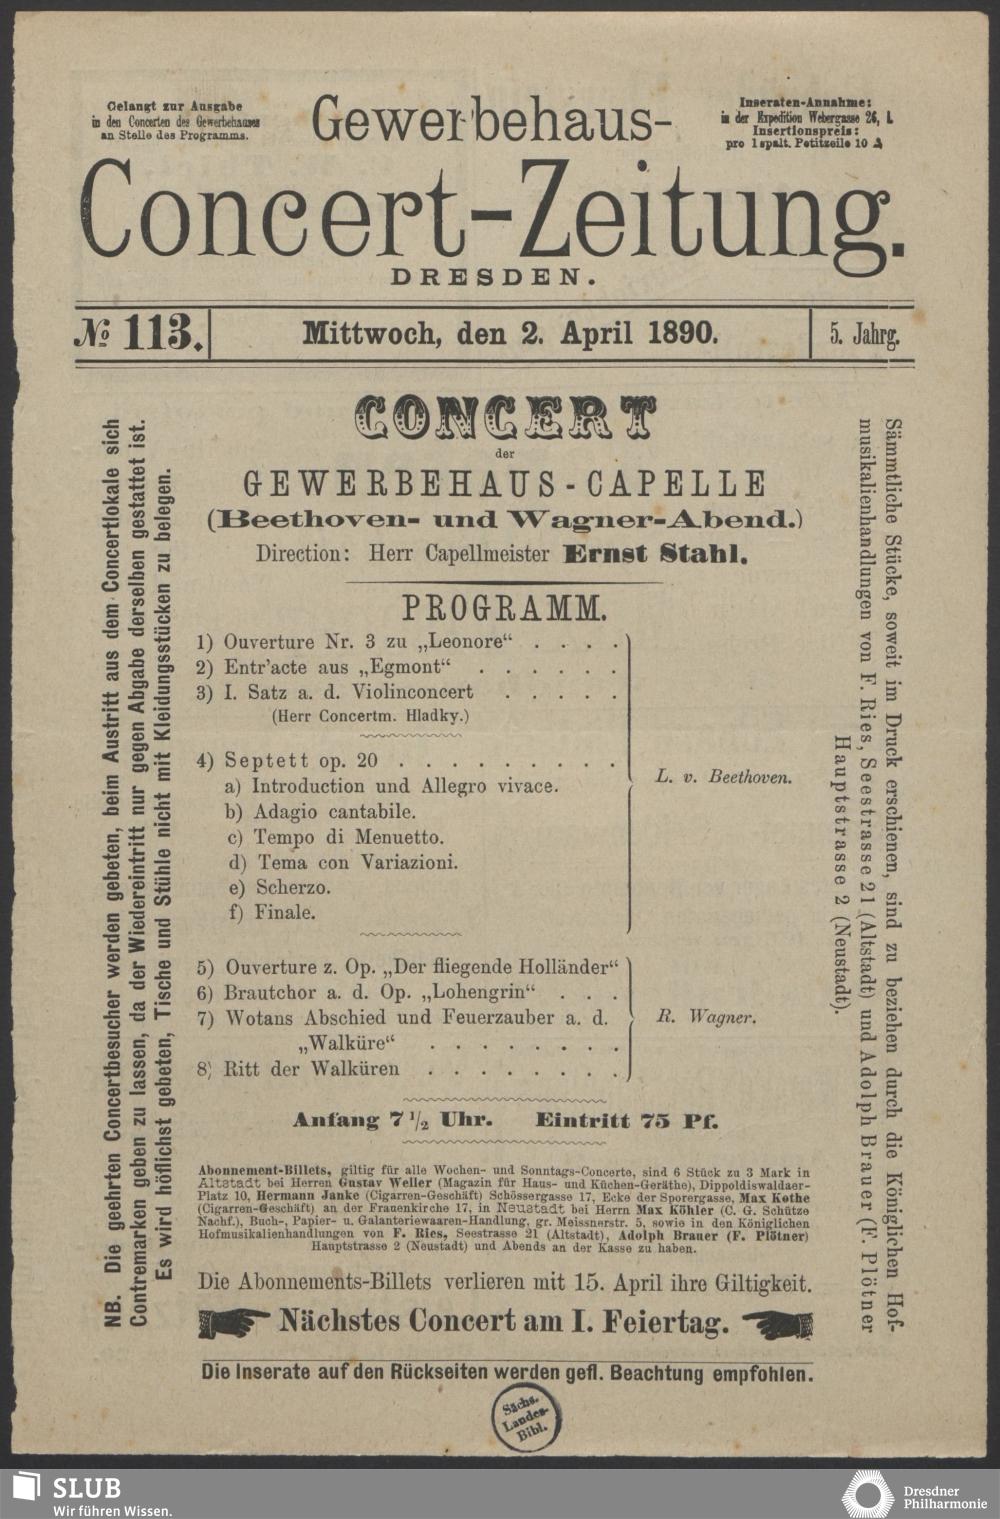 Gelangt zur Ausgabe
in den Concerten des Gewerbehauses
an Stelle des Programms.
Gewerbehaus-
Inseraten-Annahme:
in der Expedition Webergasse 26, I.
Insertionspreis:
pro 1spalt. Petitzeile 10 ₰
Concert-Zeitung.
DRESDEN.
№ 113.
Mittwoch, den 2. April 1890.
5. Jahrg.
NB. Die geehrten Concertbesucher werden gebeten, beim Austritt aus dem Concertlokale sich
Contremarken geben zu lassen, da der Wiedereintritt nur gegen Abgabe derselben gestattet ist.
Es wird höflichst gebeten, Tische und Stühle nicht mit Kleidungsstücken zu belegen.
CONCERT
der
GEWERBEHAUS-CAPELLE
(Beethoven- und Wagner-Abend.)
Direction: Herr Capellmeister Ernst Stahl.
PROGRAMM.
1) Ouverture Nr. 3 zu „Leonore“ . . . .
2) Entr'acte aus „Egmont“ . . . . . .
3) I. Satz a. d. Violinconcert . . . . .
(Herr Concertm. Hladky.)
4) Septett op. 20 . . . . . . . . .
L. v. Beethoven.
a) Introduction und Allegro vivace.
b) Adagio cantabile.
c) Tempo di Menuetto.
d) Tema con Variazioni.
e) Scherzo.
f) Finale.
5) Ouverture z. Op. „Der fliegende Holländer“
6) Brautchor a. d. Op. „Lohengrin“ . . .
7) Wotans Abschied und Feuerzauber a. d.
R. Wagner.
„Walküre“ . . . . . . . .
8) Ritt der Walküren . . . . . . . .
Anfang 7 1/2 Uhr. Eintritt 75 Pf.
Abonnement-Billets, giltig für alle Wochen- und Sonntags-Concerte, sind 6 Stück zu 3 Mark in
Altstadt bei Herren Gustav Weller (Magazin für Haus- und Küchen-Geräthe), Dippoldiswaldaer-
Platz 10, Hermann Janke (Cigarren-Geschäft) Schössergasse 17, Ecke der Sporergasse, Max Kothe
(Cigarren-Geschäft) an der Frauenkirche 17, in Neustadt bei Herrn Max Köhler (C. G. Schütze
Nachf.), Buch-, Papier- u. Galanteriewaaren-Handlung, gr. Meissnerstr. 5, sowie in den Königlichen
Hofmusikalienhandlungen von F. Ries, Seestrasse 21 (Altstadt), Adolph Brauer (F. Plötner)
Hauptstrasse 2 (Neustadt) und Abends an der Kasse zu haben.
Die Abonnements-Billets verlieren mit 15. April ihre Giltigkeit.
Nächstes Concert am I. Feiertag.
Die Inserate auf den Rückseiten werden gefl. Beachtung empfohlen.
Sämmtliche Stücke, soweit im Druck erschienen, sind zu beziehen durch die Königlichen Hof-
musikalienhandlungen von F. Ries, Seestrasse 21 (Altstadt) und Adolph Brauer (F. Plötner
Hauptstrasse 2 (Neustadt).
Sächs.
Landes-
Bibl.
SLUB
Wir führen Wissen.
Dresdner
Philharmonie